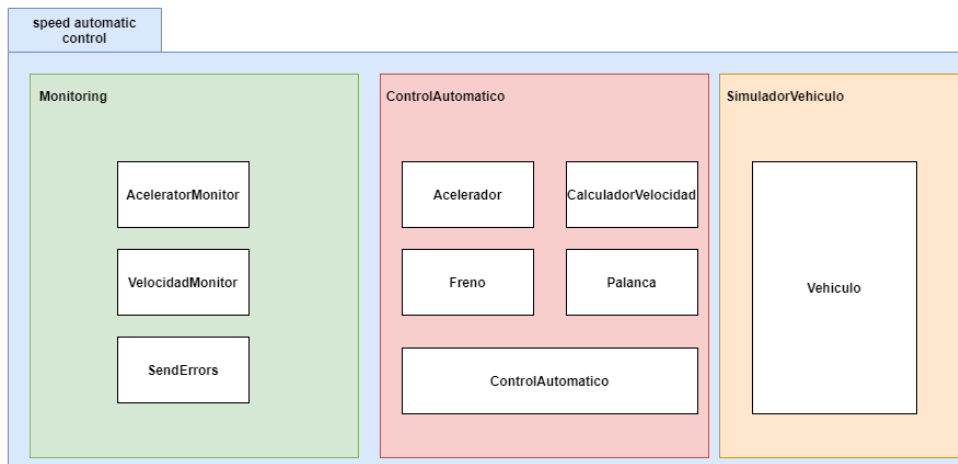 speed automatic
control
Monitoring
AceleratorMonitor
VelocidadMonitor
SendErrors
ControlAutomatico
Acelerador
CalculadorVelocidad
Freno
Palanca
ControlAutomatico
SimuladorVehiculo
Vehiculo